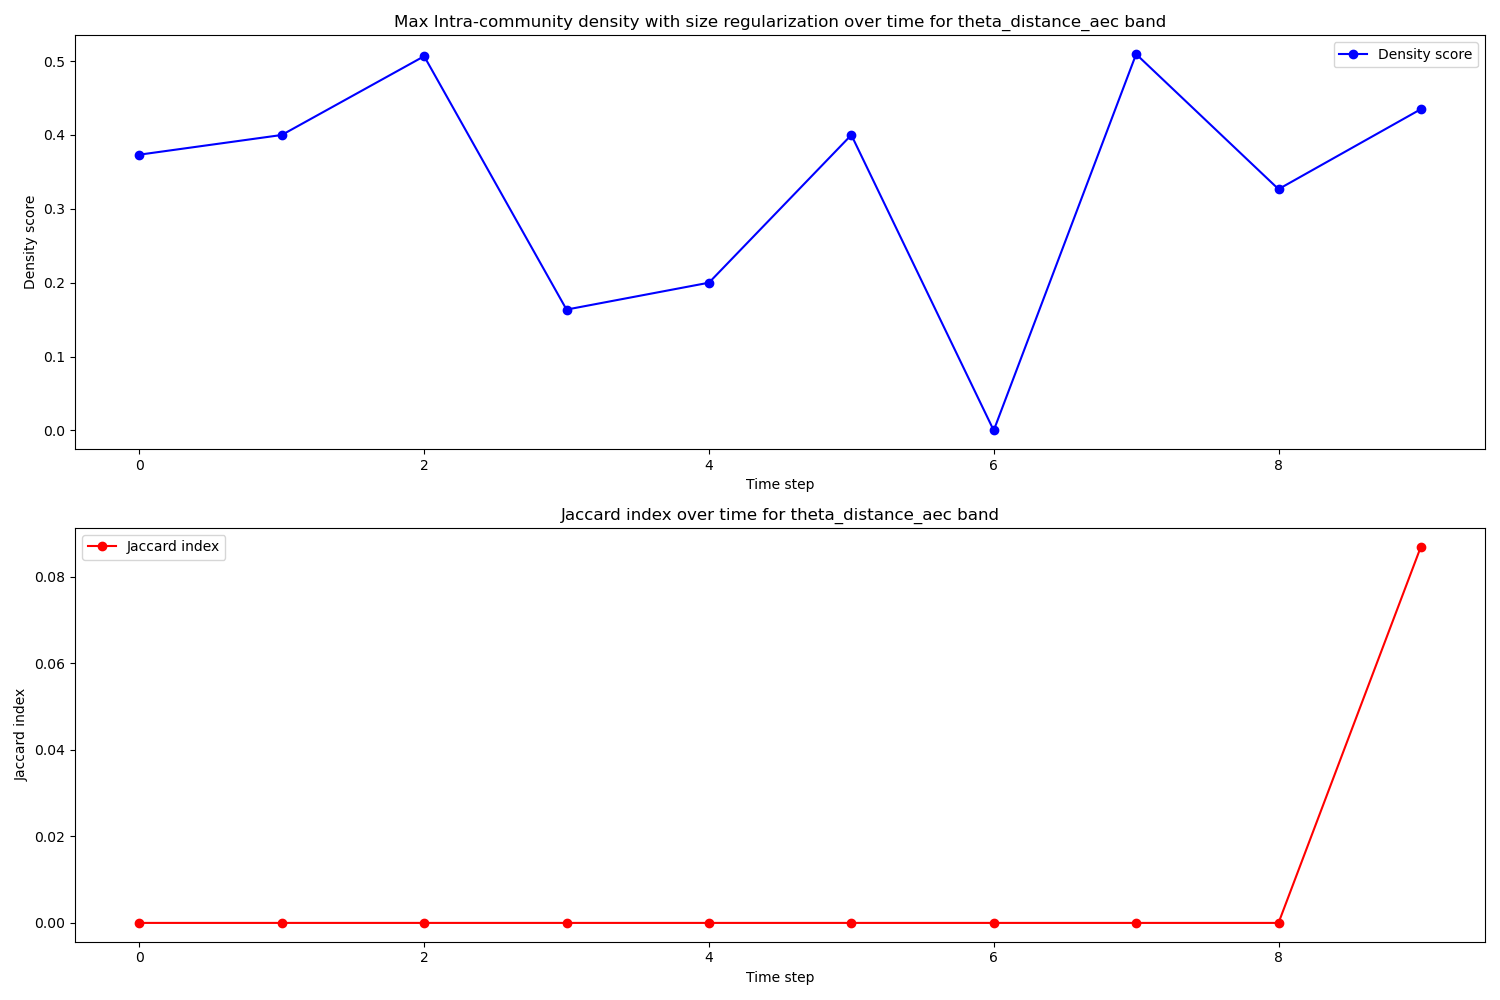 Max Intra-community density with size regularization over time for theta_distance_aec band
Density score
Density score
0.5
0.4
0.3
0.2
0.1
0.0
0 2 4 6 8
Time step
Jaccard index over time for theta_distance_aec band
Jaccard index
Jaccard index
0.08
0.06
0.04
0.02
0.00
0 2 4 6 8
Time step